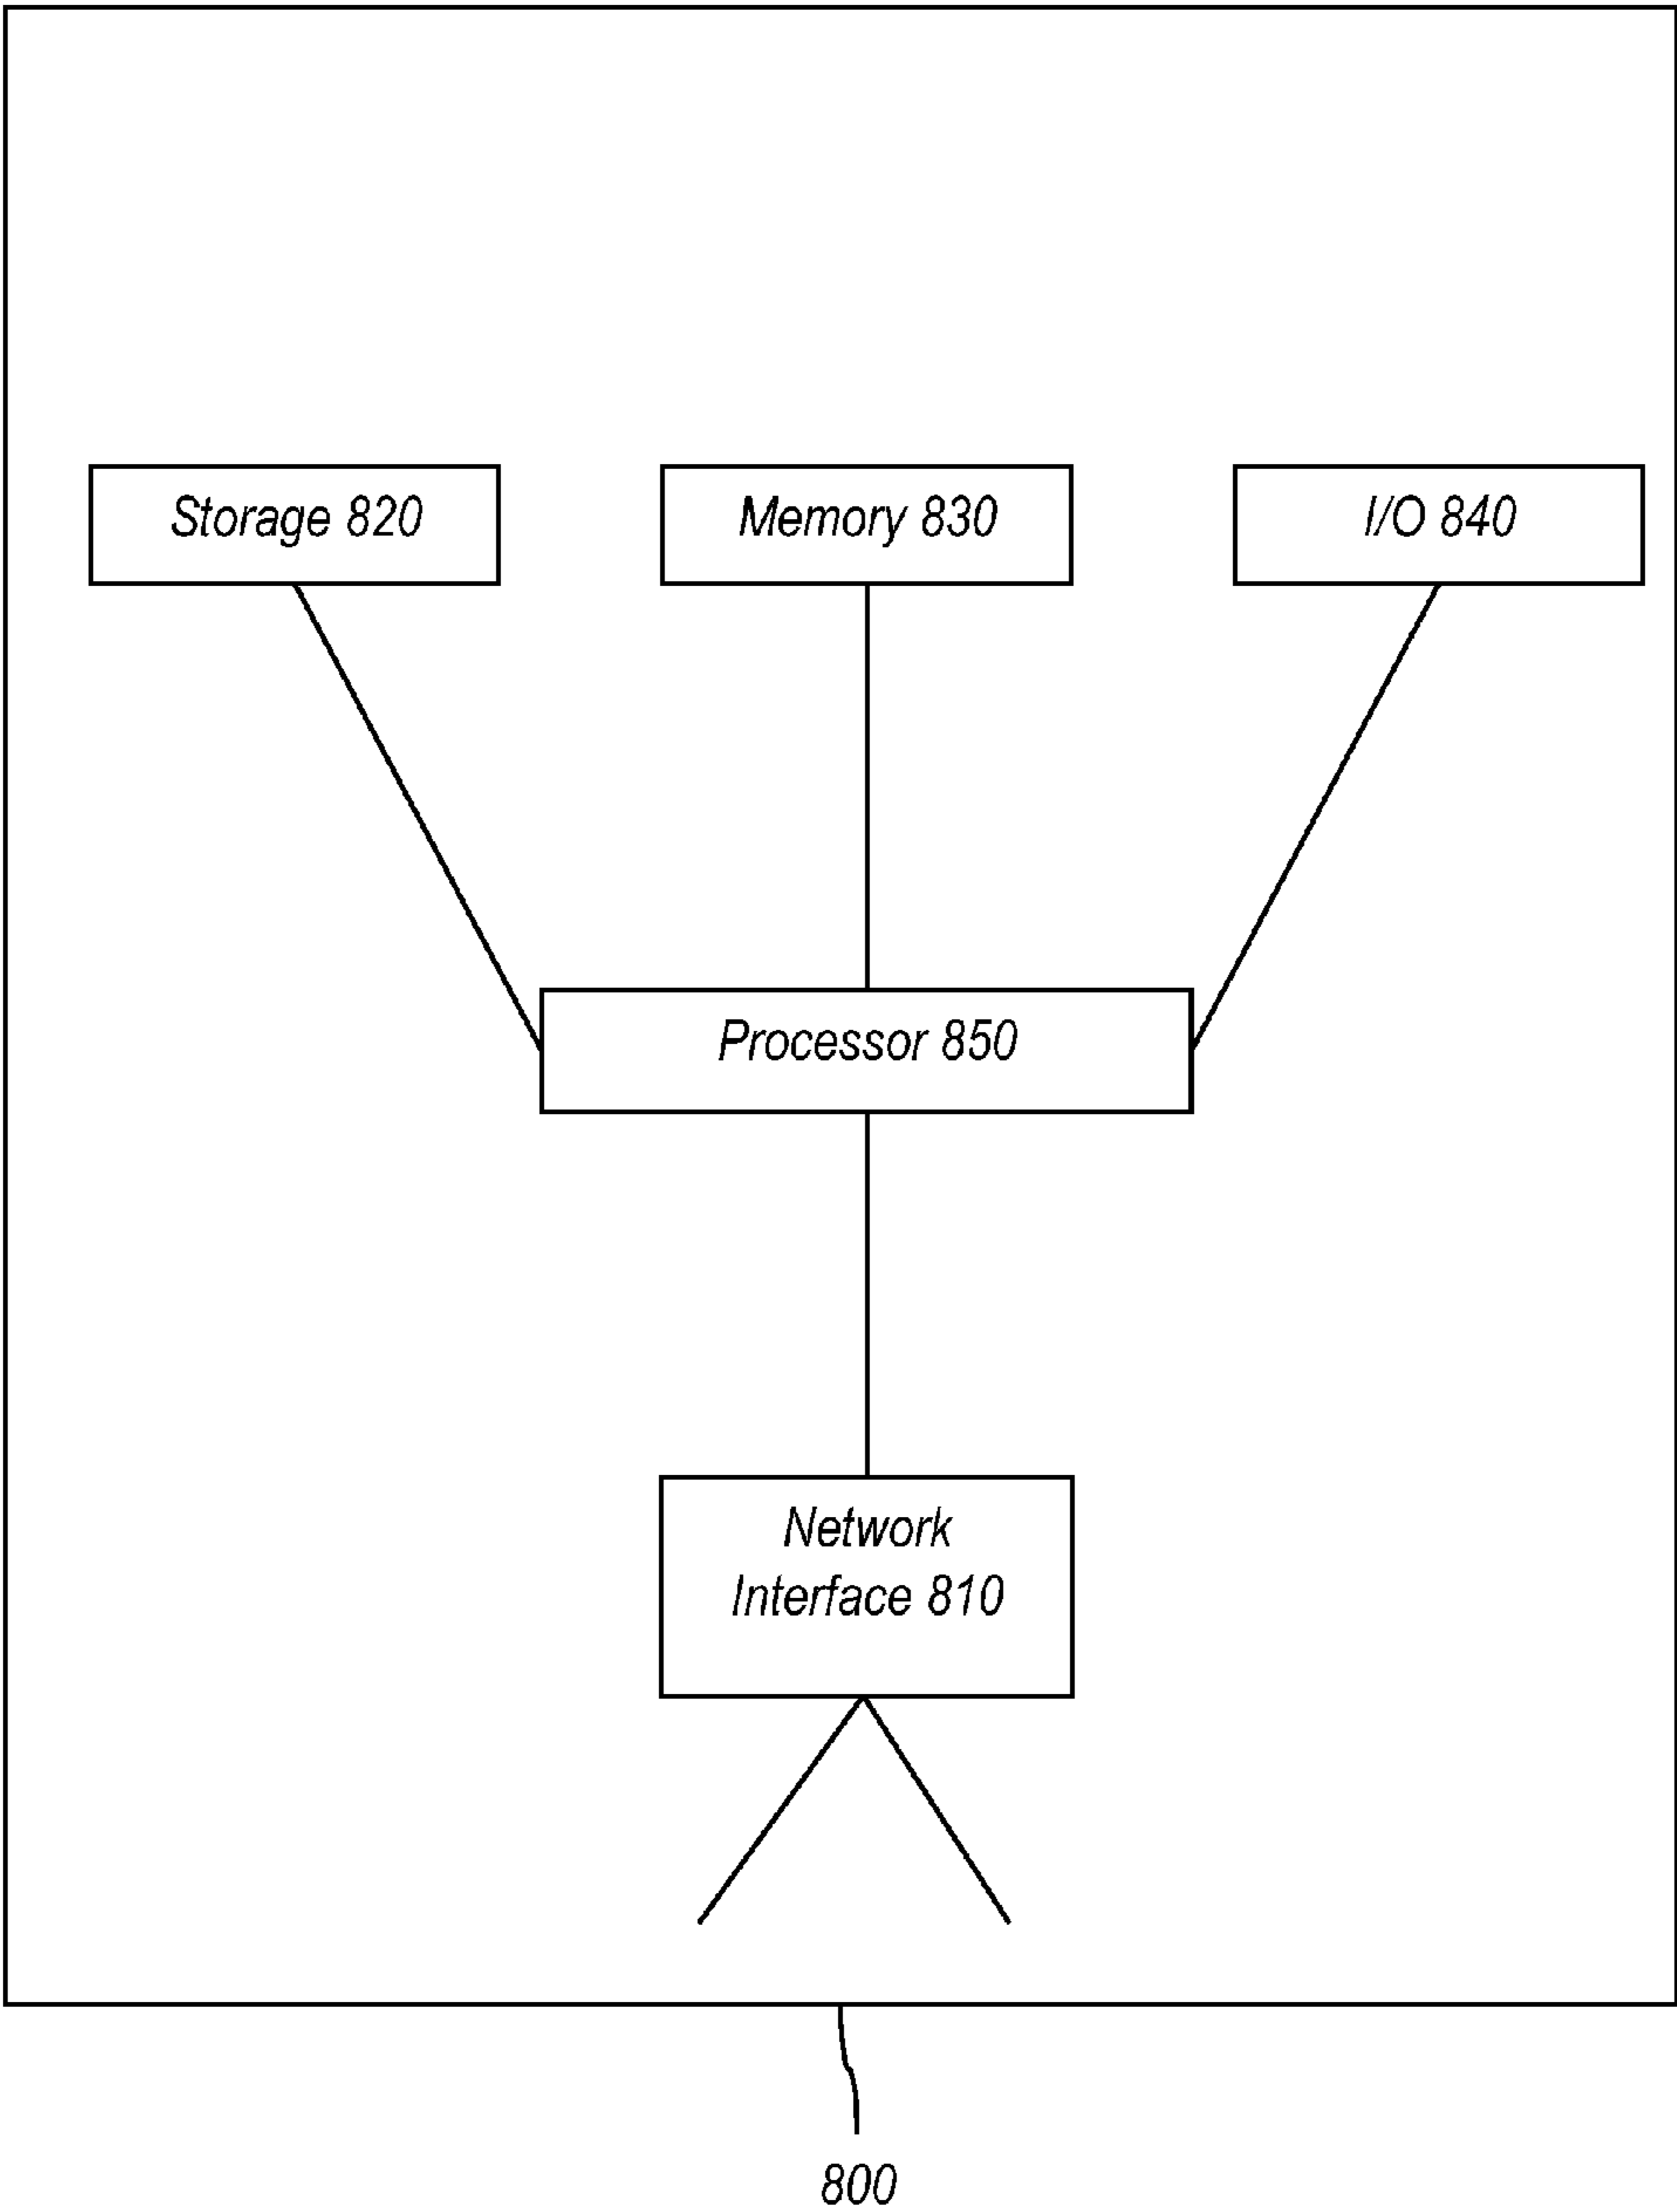 Storage 820
Memory 830
I/O 840
Processor 850
Network
Interface 810
800